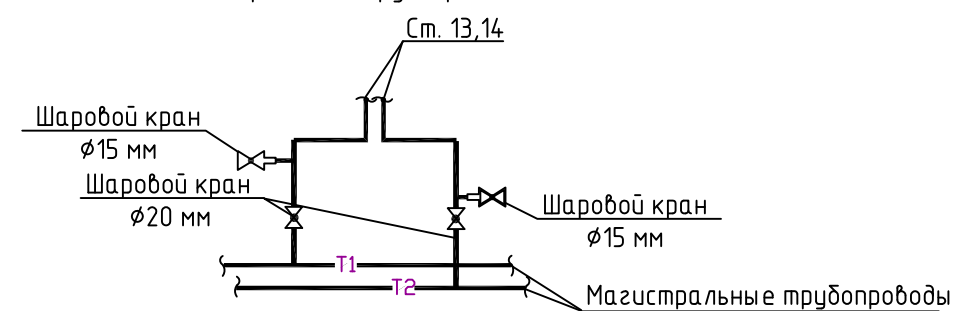 Ст. 13,14
Шаровой кран
Ø15 мм
Шаровой кран
Ø20 мм
Шаровой кран
Ø15 мм
Т1
Т2
Магистральные трубопроводы